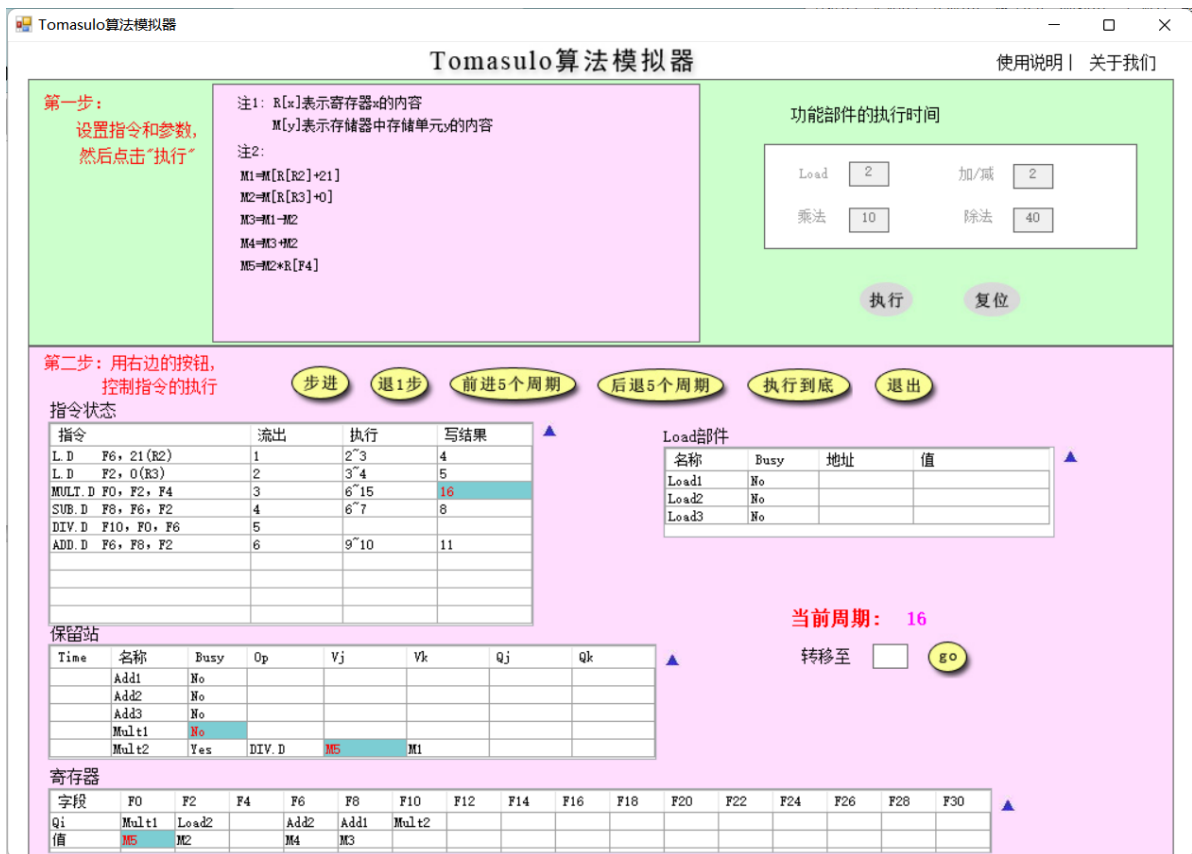 Tomasulo算法模拟器
Tomasulo算法模拟器
使用说明| 关于我们
第一步：
设置指令和参数，
然后点击"执行"
注1: R[x]表示寄存器x的内容
M[y]表示存储器中存储单元y的内容
注2:
M1=M[R[R2]+21]
M2=M[R[R3]+0]
M3=M1-M2
M4=M3+M2
M5=M2*R[F4]
功能部件的执行时间
Load 2 加/减 2
乘法 10 除法 40
执行 复位
第二步：用右边的按钮，
控制指令的执行
步进 退1步 前进5个周期 后退5个周期 执行到底 退出
指令状态
指令 流出 执行 写结果
L.D F6, 21(R2) 1 2~3 4
L.D F2, 0(R3) 2 3~4 5
MULT.D F0, F2, F4 3 6~15 16
SUB.D F8, F6, F2 4 6~7 8
DIV.D F10, F0, F6 5
ADD.D F6, F8, F2 6 9~10 11
Load部件
名称 Busy 地址 值
Load1 No
Load2 No
Load3 No
当前周期: 16
转移至 go
保留站
Time 名称 Busy Op Vj Vk Qj Qk
Add1 No
Add2 No
Add3 No
Mult1 No
Mult2 Yes DIV.D M5 M1
寄存器
字段 F0 F2 F4 F6 F8 F10 F12 F14 F16 F18 F20 F22 F24 F26 F28 F30
Qi Mult1 Load2 Add2 Add1 Mult2
值 M5 M2 M4 M3